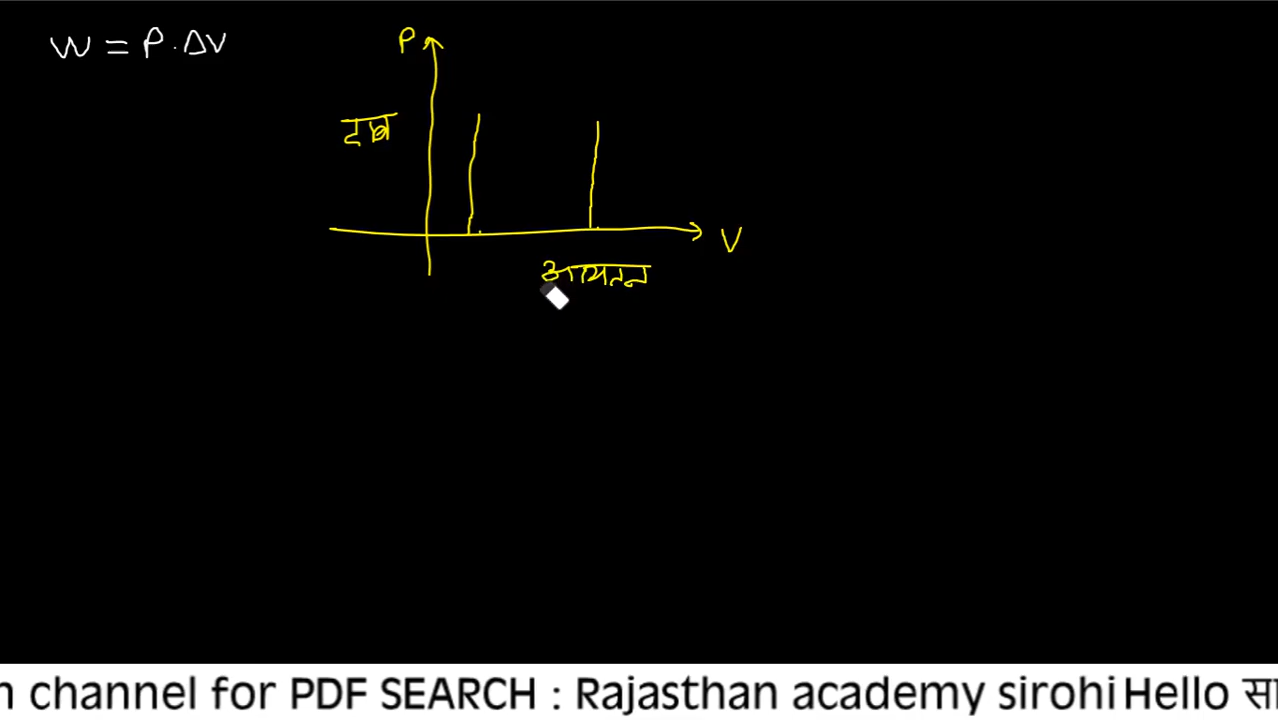 W = P·ΔV
P
दाब
V
आयतन
n channel for PDF SEARCH : Rajasthan academy sirohi Hello सा